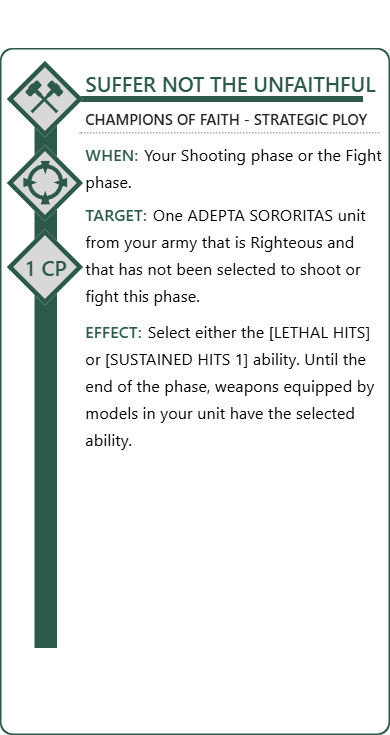 SUFFER NOT THE UNFAITHFUL
CHAMPIONS OF FAITH - STRATEGIC PLOY
WHEN: Your Shooting phase or the Fight
phase.
TARGET: One ADEPTA SORORITAS unit
from your army that is Righteous and
that has not been selected to shoot or
fight this phase.
1 CP
EFFECT: Select either the [LETHAL HITS]
or [SUSTAINED HITS 1] ability. Until the
end of the phase, weapons equipped by
models in your unit have the selected
ability.